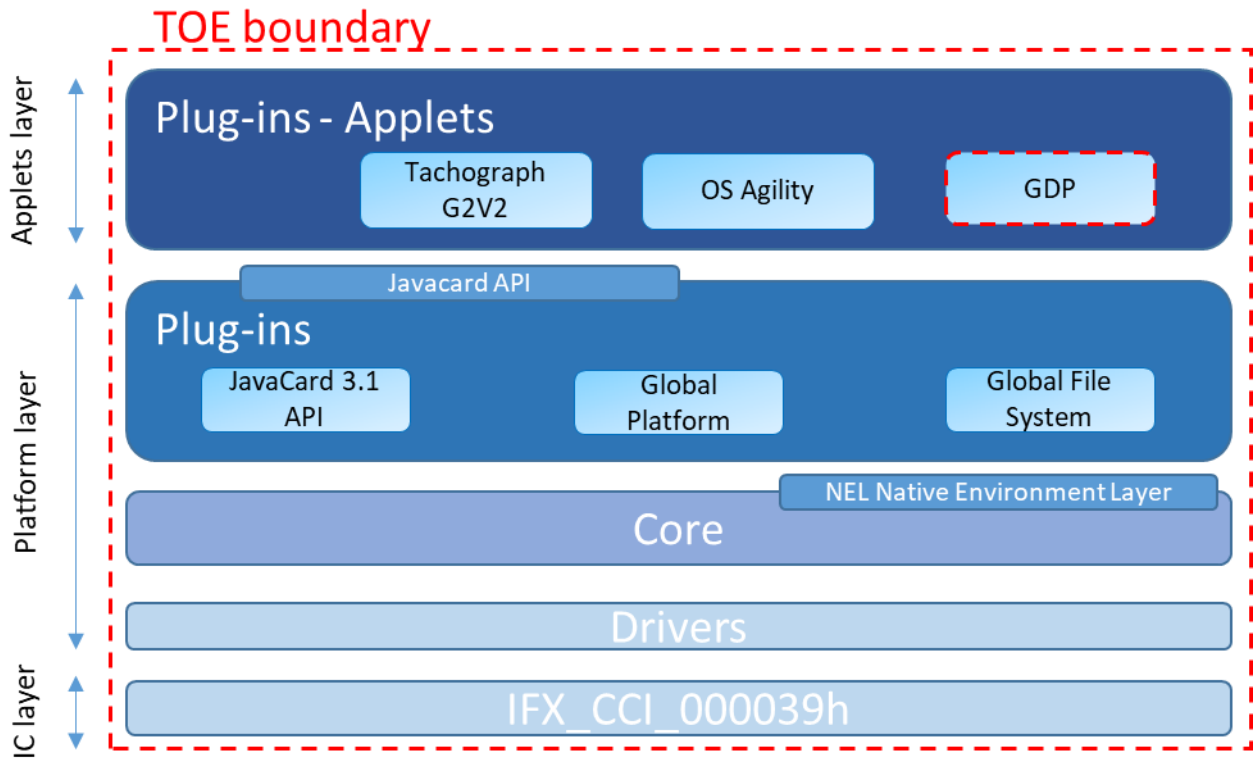 TOE boundary
Applets layer
Plug-ins - Applets
Tachograph
G2V2
OS Agility
GDP
Javacard API
Platform layer
Plug-ins
JavaCard 3.1
API
Global
Platform
Global File
System
NEL Native Environment Layer
Core
Drivers
IC layer
IFX_CCI_000039h